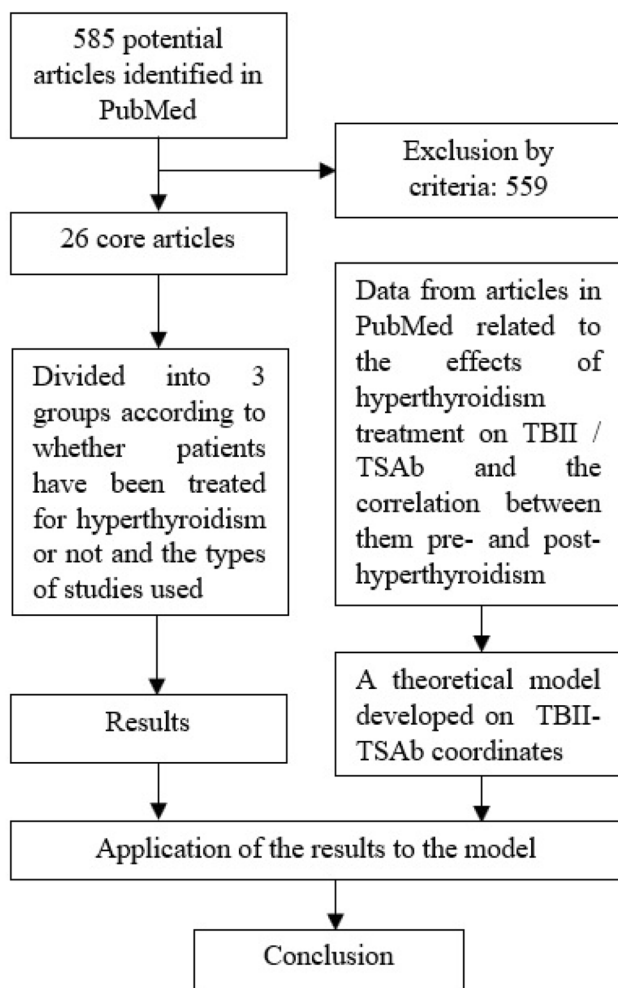 585 potential
articles identified in
PubMed
Exclusion by
criteria: 559
26 core articles
Data from articles in
PubMed related to
the effects of
hyperthyroidism
treatment on TBII /
TSAb and the
correlation between
them pre- and post-
hyperthyroidism
Divided into 3
groups according to
whether patients
have been treated
for hyperthyroidism
or not and the types
of studies used
A theoretical model
developed on TBII-
TSAb coordinates
Results
Application of the results to the model
Conclusion